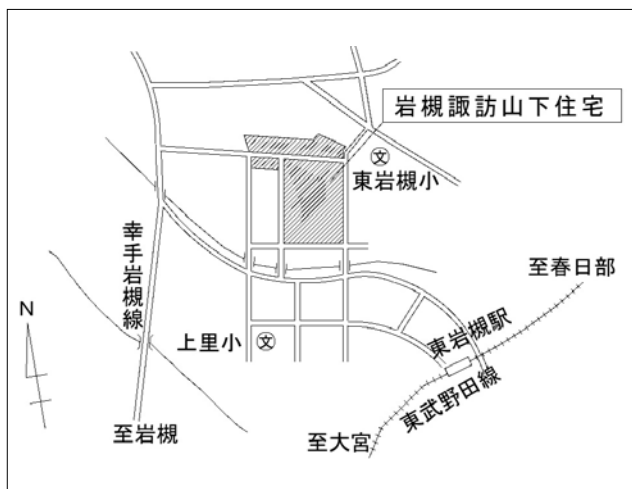 岩槻諏訪山下住宅
文
東岩槻小
幸手岩槻線
至春日部
N
上里小
文
東岩槻駅
東武野田線
至岩槻
至大宮